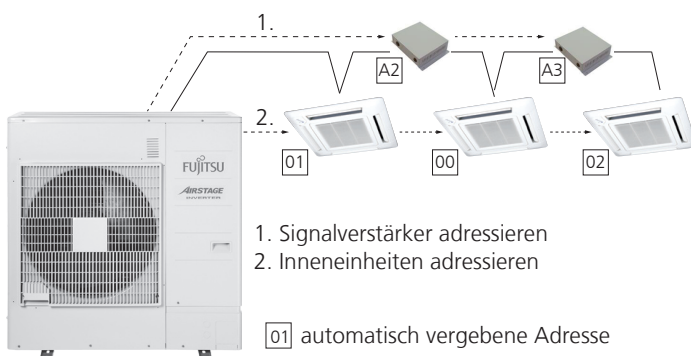 1.
A2
A3
2.
01
00
02
FUJITSU
AIRSTAGE
INVERTER
1. Signalverstärker adressieren
2. Inneneinheiten adressieren
01 automatisch vergebene Adresse